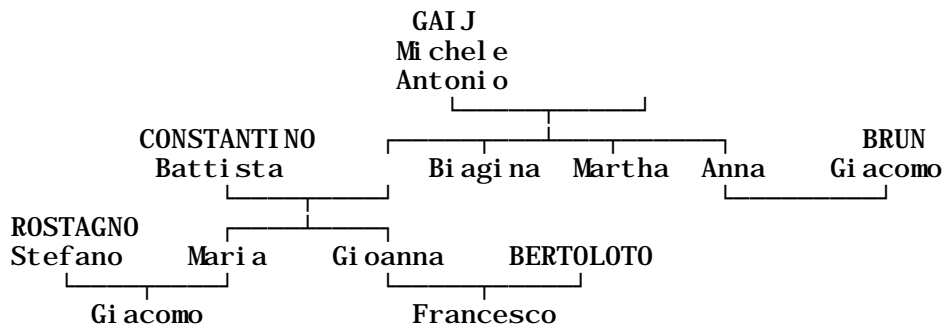 GAIJ
Michele
Antonio
CONSTANTINO BRUN
Battista Biagina Martha Anna Giacomo
ROSTAGNO
Stefano Maria Gioanna BERTOLOTO
Giacomo Francesco